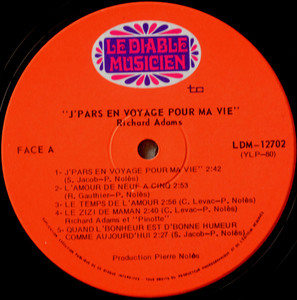 LE DIABLE
MUSICIEN
"J'PARS EN VOYAGE POUR MA VIE"
Richard Adams
FACE A
LDM-12702
(YLP-80)
1- J'PARS EN VOYAGE POUR MA VIE" 2:42
(S. Jacob-P. Nolès)
2- L'AMOUR DE NEUF A CINQ 2:53
(R. Gauthier-P. Nolès)
3- LE TEMPS DE L'AMOUR 2:56 (C. Levac-P. Nolès)
4- LE ZIZI DE MAMAN 2:40 (C. Levac-P. Nolès)
Richard Adams et "Pinotte"
5- QUAND L'BONHEUR EST D'BONNE HUMEUR
COMME AUJOURD'HUI 2:27 (S. Jacob-P. Nolès)
Production Pierre Nolès